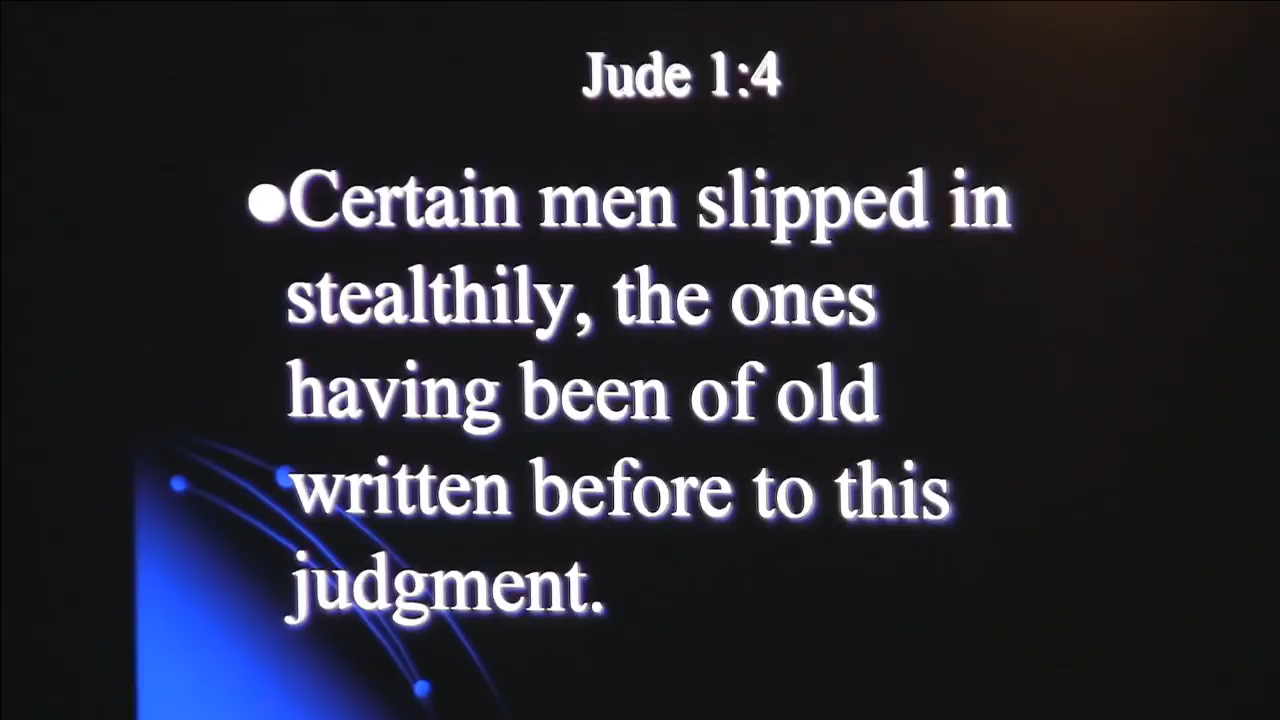 Jude 1:4
●Certain men slipped in
stealthily, the ones
having been of old
written before to this
judgment.